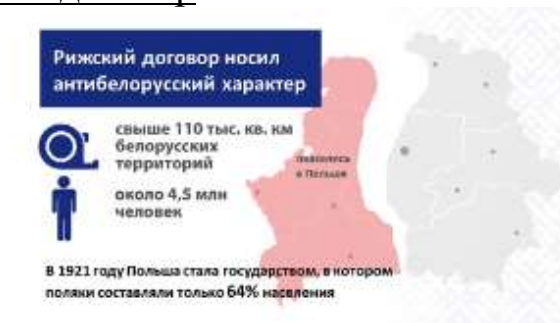 Рижский договор носил
антибелорусский характер
свыше 110 тыс. кв. км
белорусских
территорий
в Польше
около 4,5 млн
человек
В 1921 году Польша стала государством, в котором
поляки составляли только 64% населения